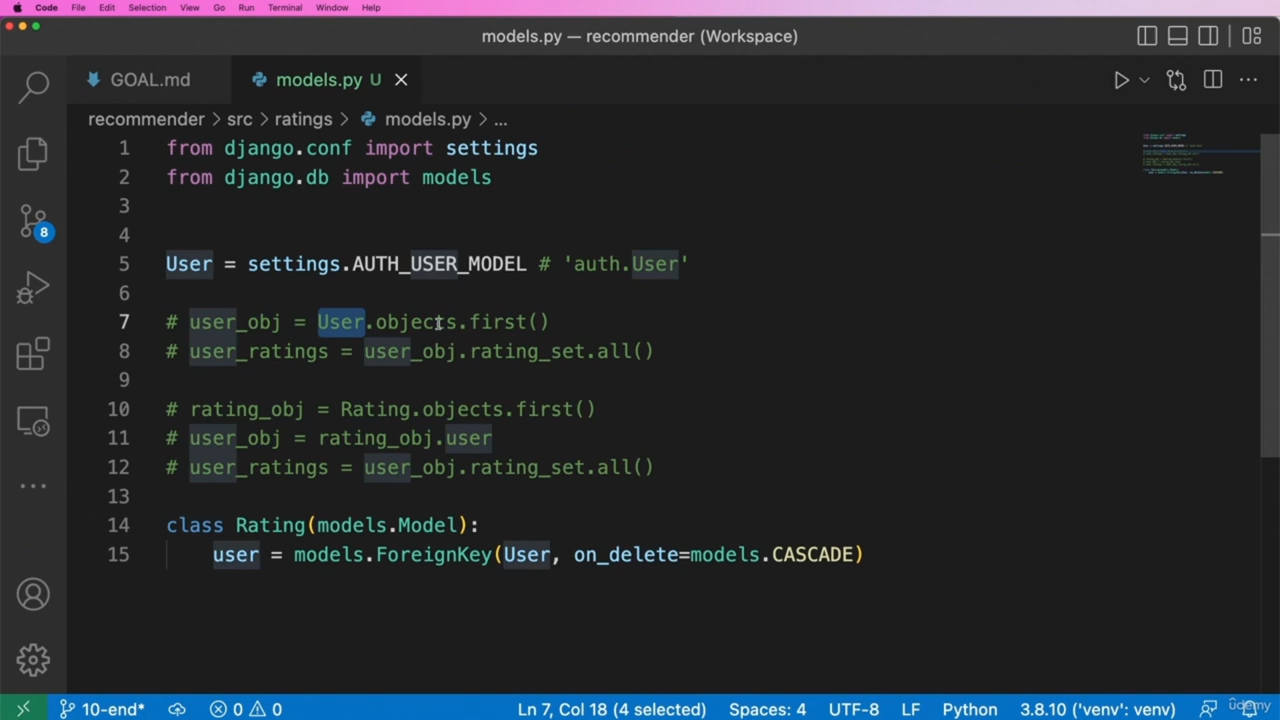 Code File Edit Selection View Go Run Terminal Window Help
models.py — recommender (Workspace)
GOAL.md models.py U
recommender > src > ratings > models.py > ...
1 from django.conf import settings
2 from django.db import models
3
4
5 User = settings.AUTH_USER_MODEL # 'auth.User'
6
7 # user_obj = User.objects.first()
8 # user_ratings = user_obj.rating_set.all()
9
10 # rating_obj = Rating.objects.first()
11 # user_obj = rating_obj.user
12 # user_ratings = user_obj.rating_set.all()
13
14 class Rating(models.Model):
15 user = models.ForeignKey(User, on_delete=models.CASCADE)
8
10-end* 0 0 Ln 7, Col 18 (4 selected) Spaces: 4 UTF-8 LF Python 3.8.10 ('venv': venv)
udemy